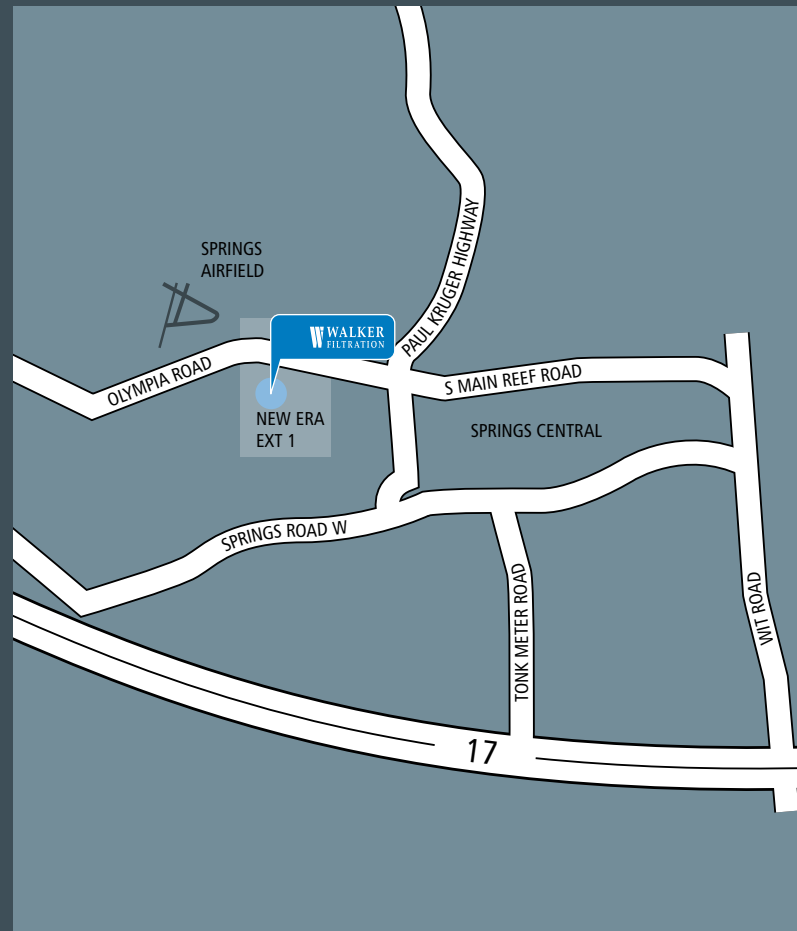 SPRINGS
AIRFIELD
PAUL KRUGER HIGHWAY
WALKER
FILTRATION
OLYMPIA ROAD
S MAIN REEF ROAD
NEW ERA
EXT 1
SPRINGS CENTRAL
SPRINGS ROAD W
TONK METER ROAD
WIT ROAD
17